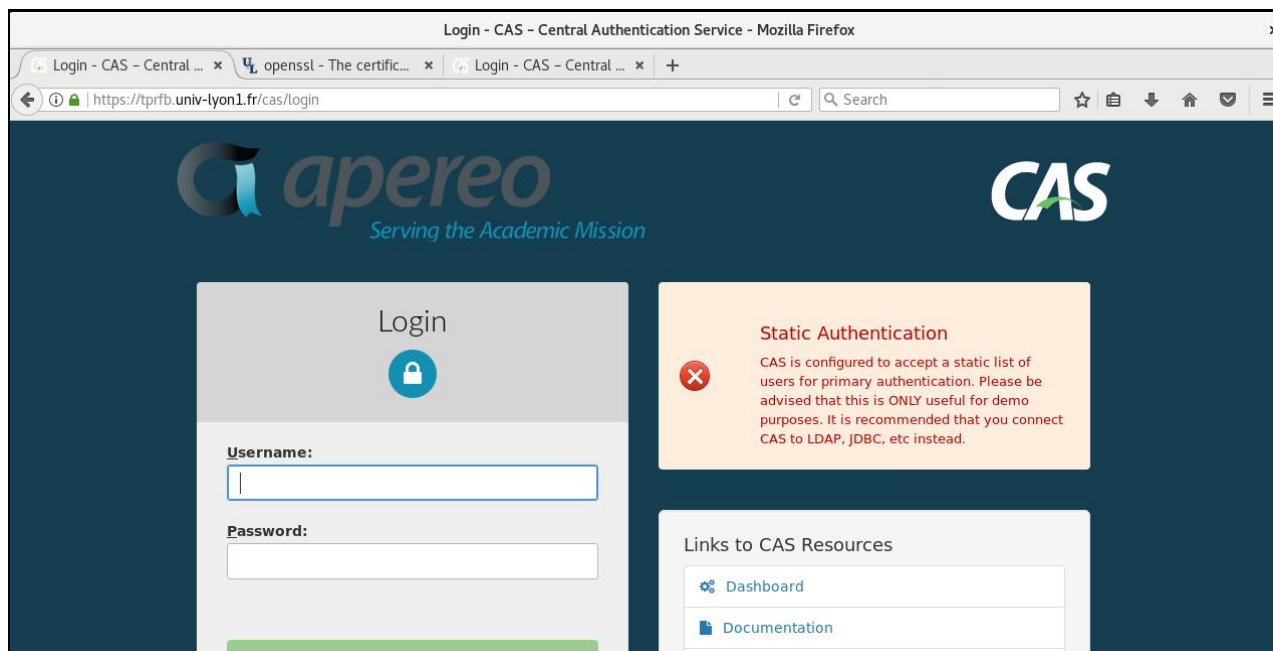 Login - CAS – Central Authentication Service - Mozilla Firefox
Login - CAS – Central ... × UL openssl - The certific... × Login - CAS – Central ... × +
https://tprfb.univ-lyon1.fr/cas/login Search
apereo CAS
Serving the Academic Mission
Login
Username:
Password:
Static Authentication
CAS is configured to accept a static list of
users for primary authentication. Please be
advised that this is ONLY useful for demo
purposes. It is recommended that you connect
CAS to LDAP, JDBC, etc instead.
Links to CAS Resources
Dashboard
Documentation